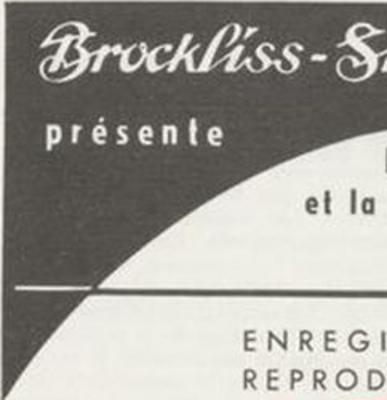 Brockliss-S
présente
et la
ENREGI
REPROD